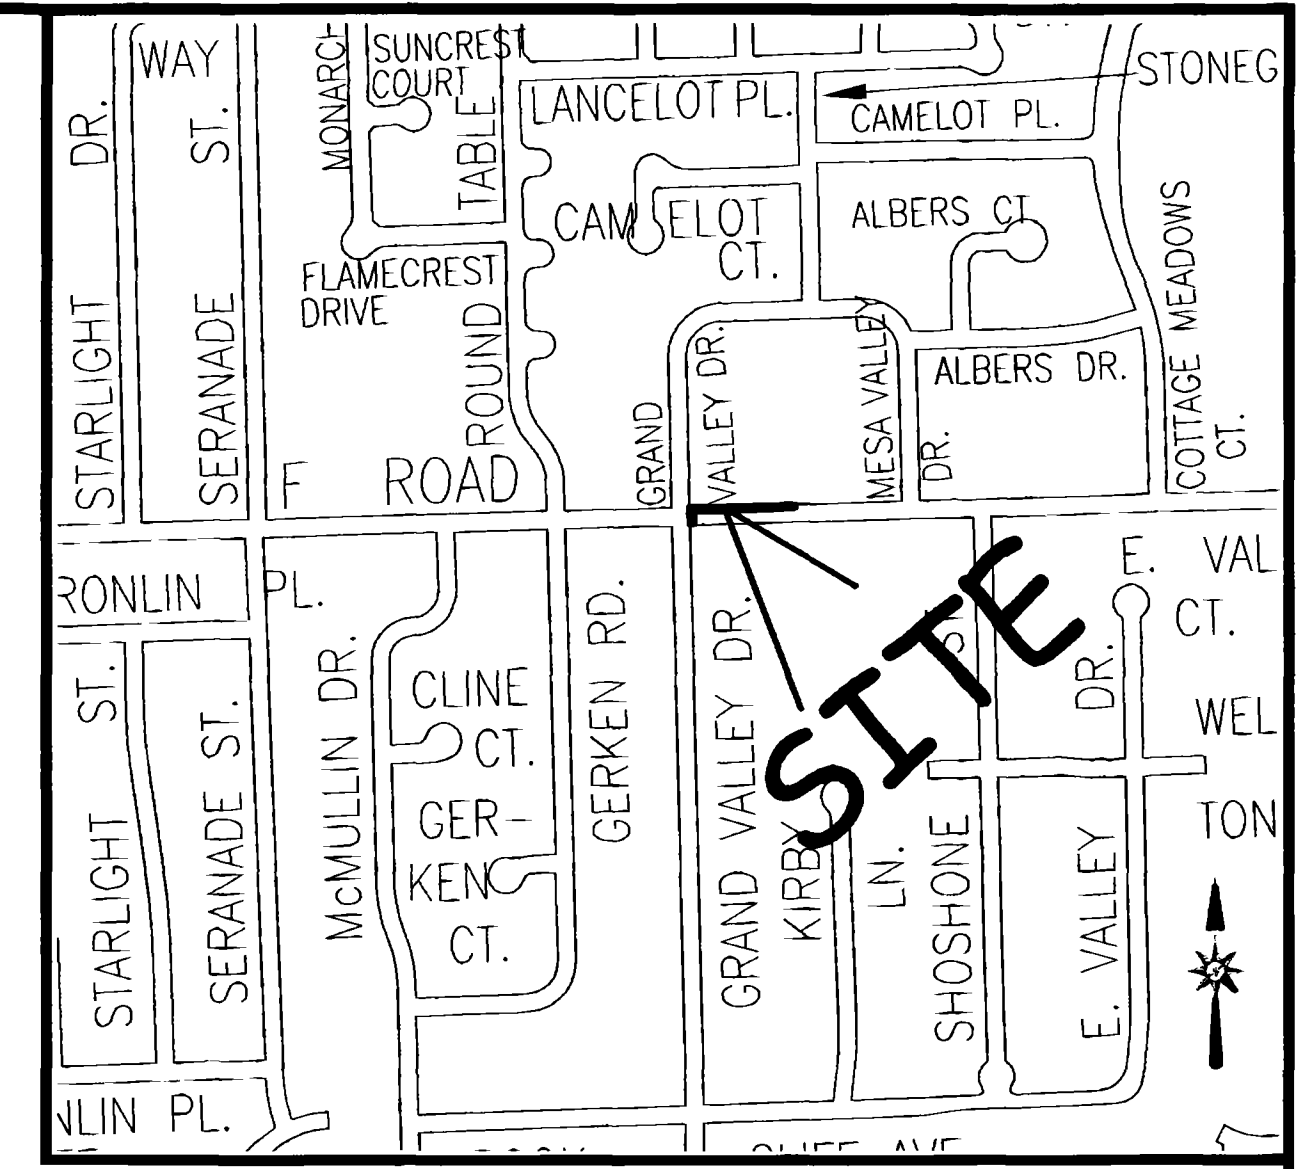 WAY
DR.
ST.
STARLIGHT
SERANADE
SUNCREST
COURT
TABLE
ROUND
LANCELOT PL.
STONEG
CAMELOT PL.
CAMELOT
CT.
ALBERS CT
FLAMECREST
DRIVE
ALBERS DR.
COTTAGE MEADOWS
CT.
GRAND
VALLEY DR.
MESA VALLEY
DR.
F ROAD
RONLIN PL.
ST.
STARLIGHT
SERANADE ST.
McMULLIN DR.
CLINE
CT.
GER-
KEN
CT.
GERKEN RD.
GRAND VALLEY DR.
SITE
KIRBY
LN.
SHOSHONE
DR.
E. VALLEY
E. VAL
CT.
WEL
TON
NLIN PL.